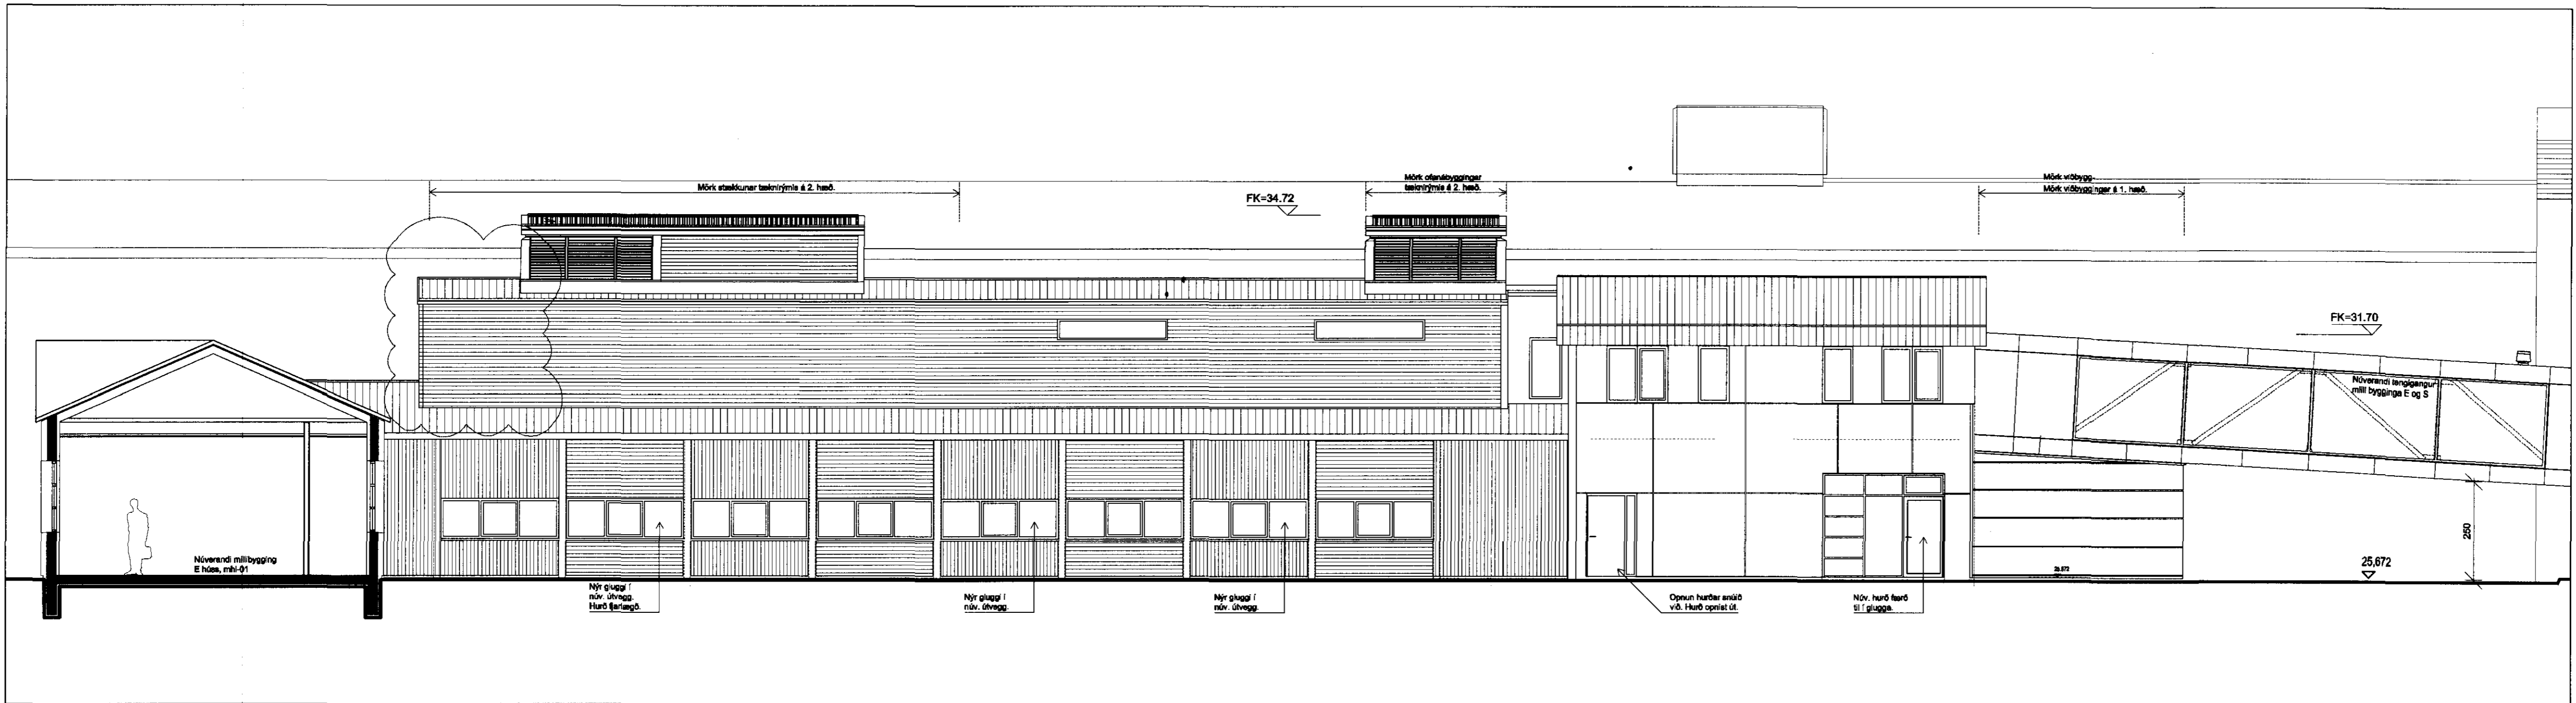 Mörk stækkunar tæknirýmis á 2. hæð.
Mörk ofanábyggingar
tæknirýmis á 2. hæð.
Mörk viðbygg.
Mörk viðbyggingar á 1. hæð.
FK=34.72
FK=31.70
Núverandi tengigangur
milli bygginga E og S
Núverandi millibygging
E húss, mhl-01
250
25,672
25,672
Nýr gluggi í
núv. útvegg.
Hurð fjarlægð.
Nýr gluggi í
núv. útvegg.
Nýr gluggi í
núv. útvegg.
Opnun hurðar snúið
við. Hurð opnist út.
Núv. hurð færð
til í glugga.